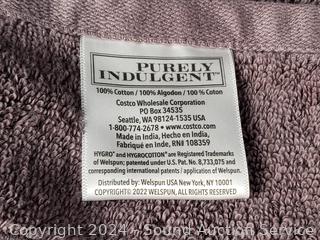 PURELY
INDULGENT™
100% Cotton / 100% Algodon / 100 % Coton
Costco Wholesale Corporation
PO Box 34535
Seattle, WA 98124-1535 USA
1-800-774-2678 • www.costco.com
Made in India, Hecho en India,
Fabriqué en Inde, RN# 108359
HYGRO® and HYGROCOTTON® are Registered Trademarks
of Welspun; patented under U.S. Pat. No. 8,733,075 and
corresponding international patents / application of Welspun.
Distributed by: Welspun USA New York, NY 10001
COPYRIGHT© 2022 WELSPUN, ALL RIGHTS RESERVED
Copyright 2024 - Sound Auction Service